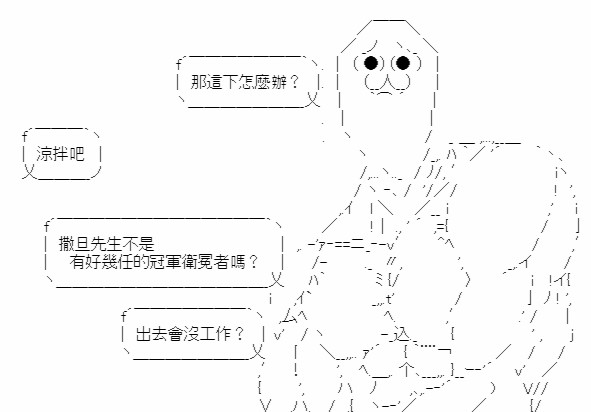 那這下怎麼辦？
涼拌吧
撒旦先生不是
有好幾任的冠軍衛冕者嗎？
出去會沒工作？